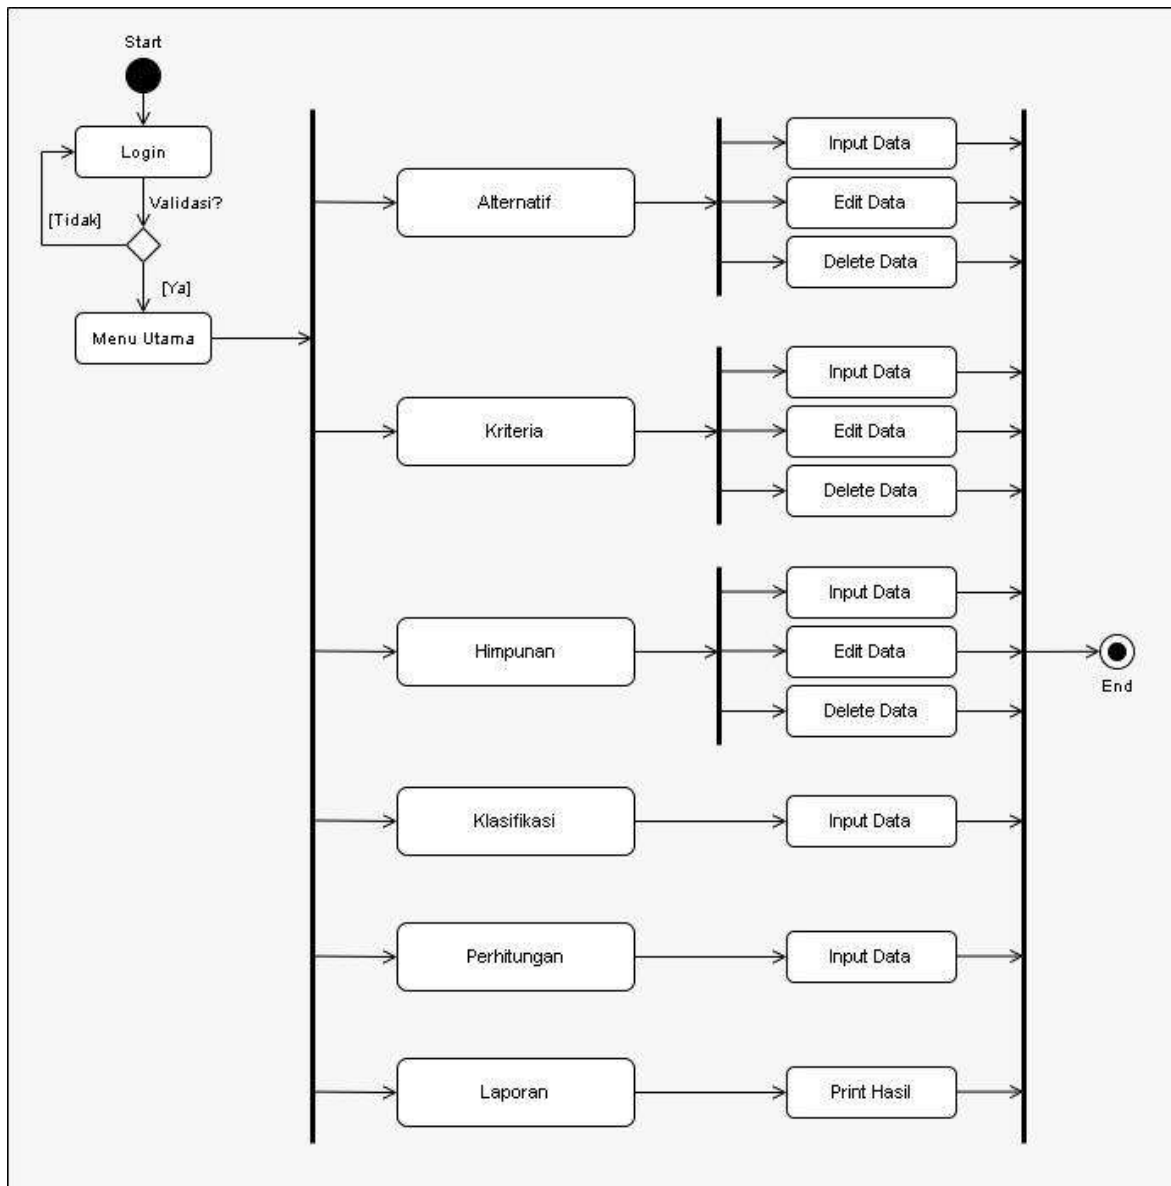 Start
Login
Validasi?
[Tidak]
[Ya]
Menu Utama
Alternatif
Input Data
Edit Data
Delete Data
Kriteria
Input Data
Edit Data
Delete Data
Himpunan
Input Data
Edit Data
Delete Data
End
Klasifikasi
Input Data
Perhitungan
Input Data
Laporan
Print Hasil